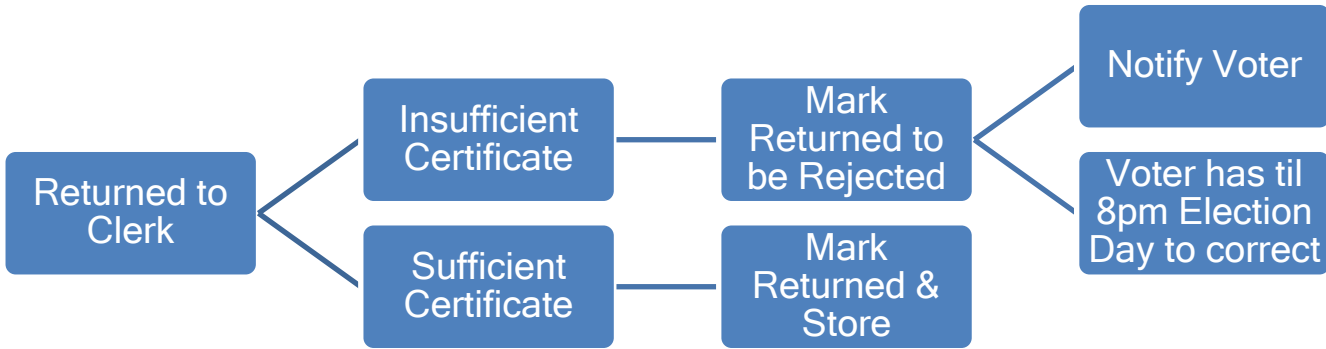 Returned to
Clerk
Insufficient
Certificate
Sufficient
Certificate
Mark
Returned to
be Rejected
Mark
Returned &
Store
Notify Voter
Voter has til
8pm Election
Day to correct